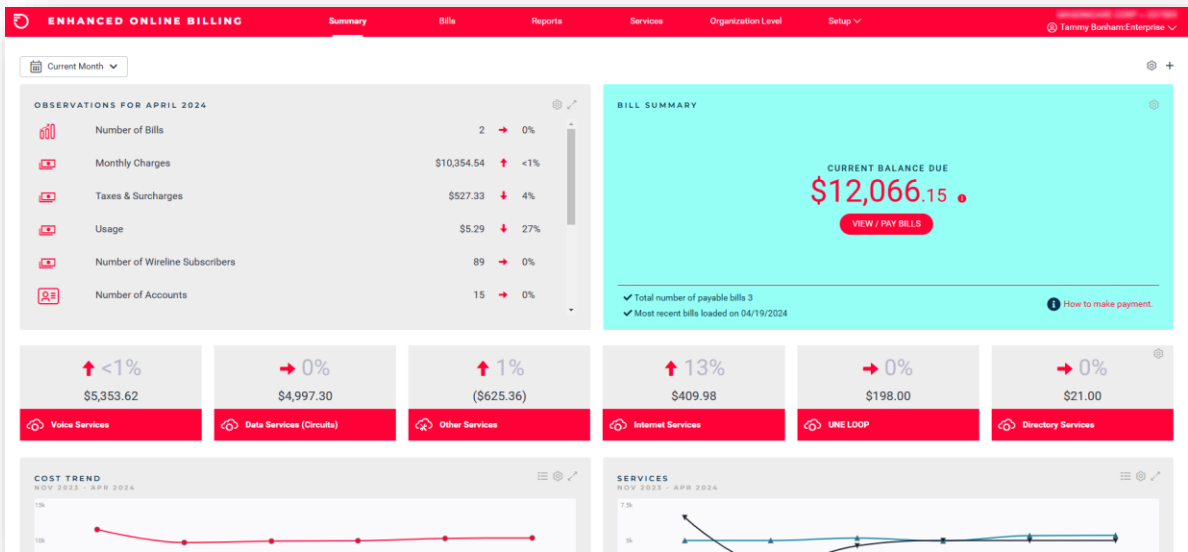 ENHANCED ONLINE BILLING
Summary
Bills
Reports
Services
Organization Level
Setup
Tammy Bonham:Enterprise
Current Month
OBSERVATIONS FOR APRIL 2024
Number of Bills 2 0%
Monthly Charges $10,354.54 <1%
Taxes & Surcharges $527.33 4%
Usage $5.29 27%
Number of Wireline Subscribers 89 0%
Number of Accounts 15 0%
BILL SUMMARY
CURRENT BALANCE DUE
$12,066.15
VIEW / PAY BILLS
Total number of payable bills 3
Most recent bills loaded on 04/19/2024
How to make payment.
<1%
$5,353.62
Voice Services
0%
$4,997.30
Data Services (Circuits)
1%
($625.36)
Other Services
13%
$409.98
Internet Services
0%
$198.00
UNE LOOP
0%
$21.00
Directory Services
COST TREND
NOV 2023 - APR 2024
15k
10k
SERVICES
NOV 2023 - APR 2024
7.5k
5k